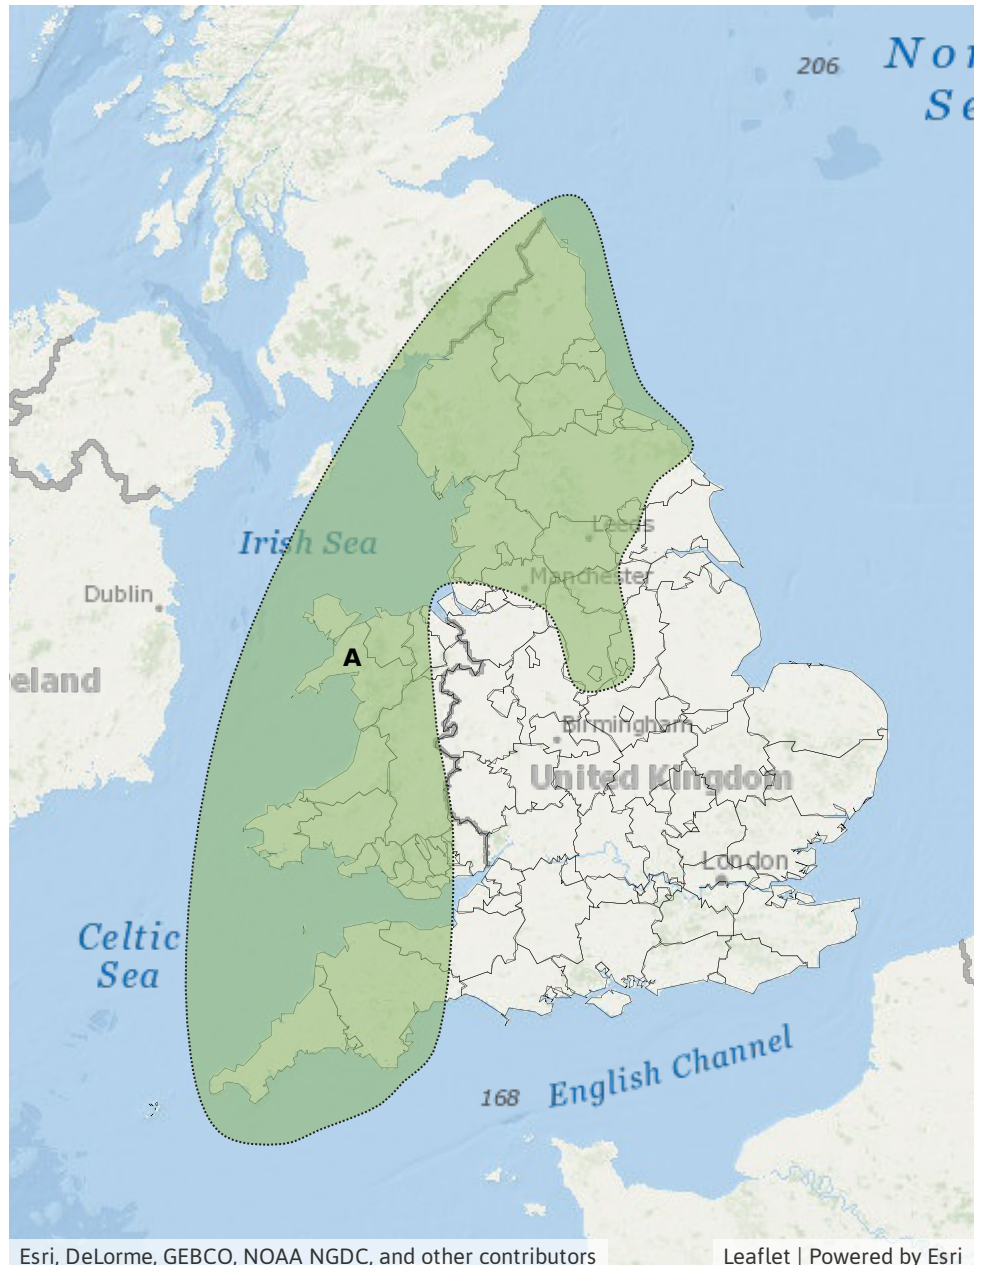 206
Nor
Se
Leeds
Irish Sea
Manchester
Dublin
A
eland
Birmingham
United Kingdom
London
Celtic
Sea
English Channel
168
Esri, DeLorme, GEBCO, NOAA NGDC, and other contributors
Leaflet | Powered by Esri